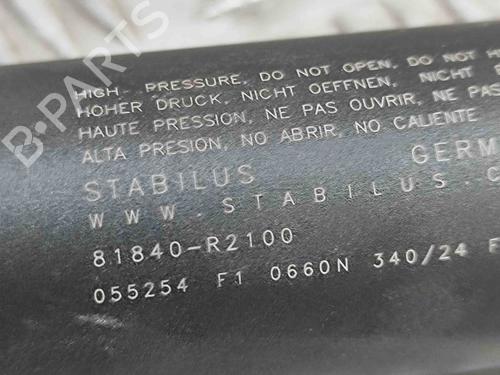 HIGH PRESSURE, DO NOT OPEN, DO NOT
HOHER DRUCK, NICHT OEFFNEN, NICHT
HAUTE PRESSION, NE PAS OUVRIR, NE PAS
ALTA PRESION, NO ABRIR, NO CALIENTE
STABILUS GERM
WWW.STABILUS.C
81840-R2100
055254 F1 0660N 340/24 F
B-PARTS